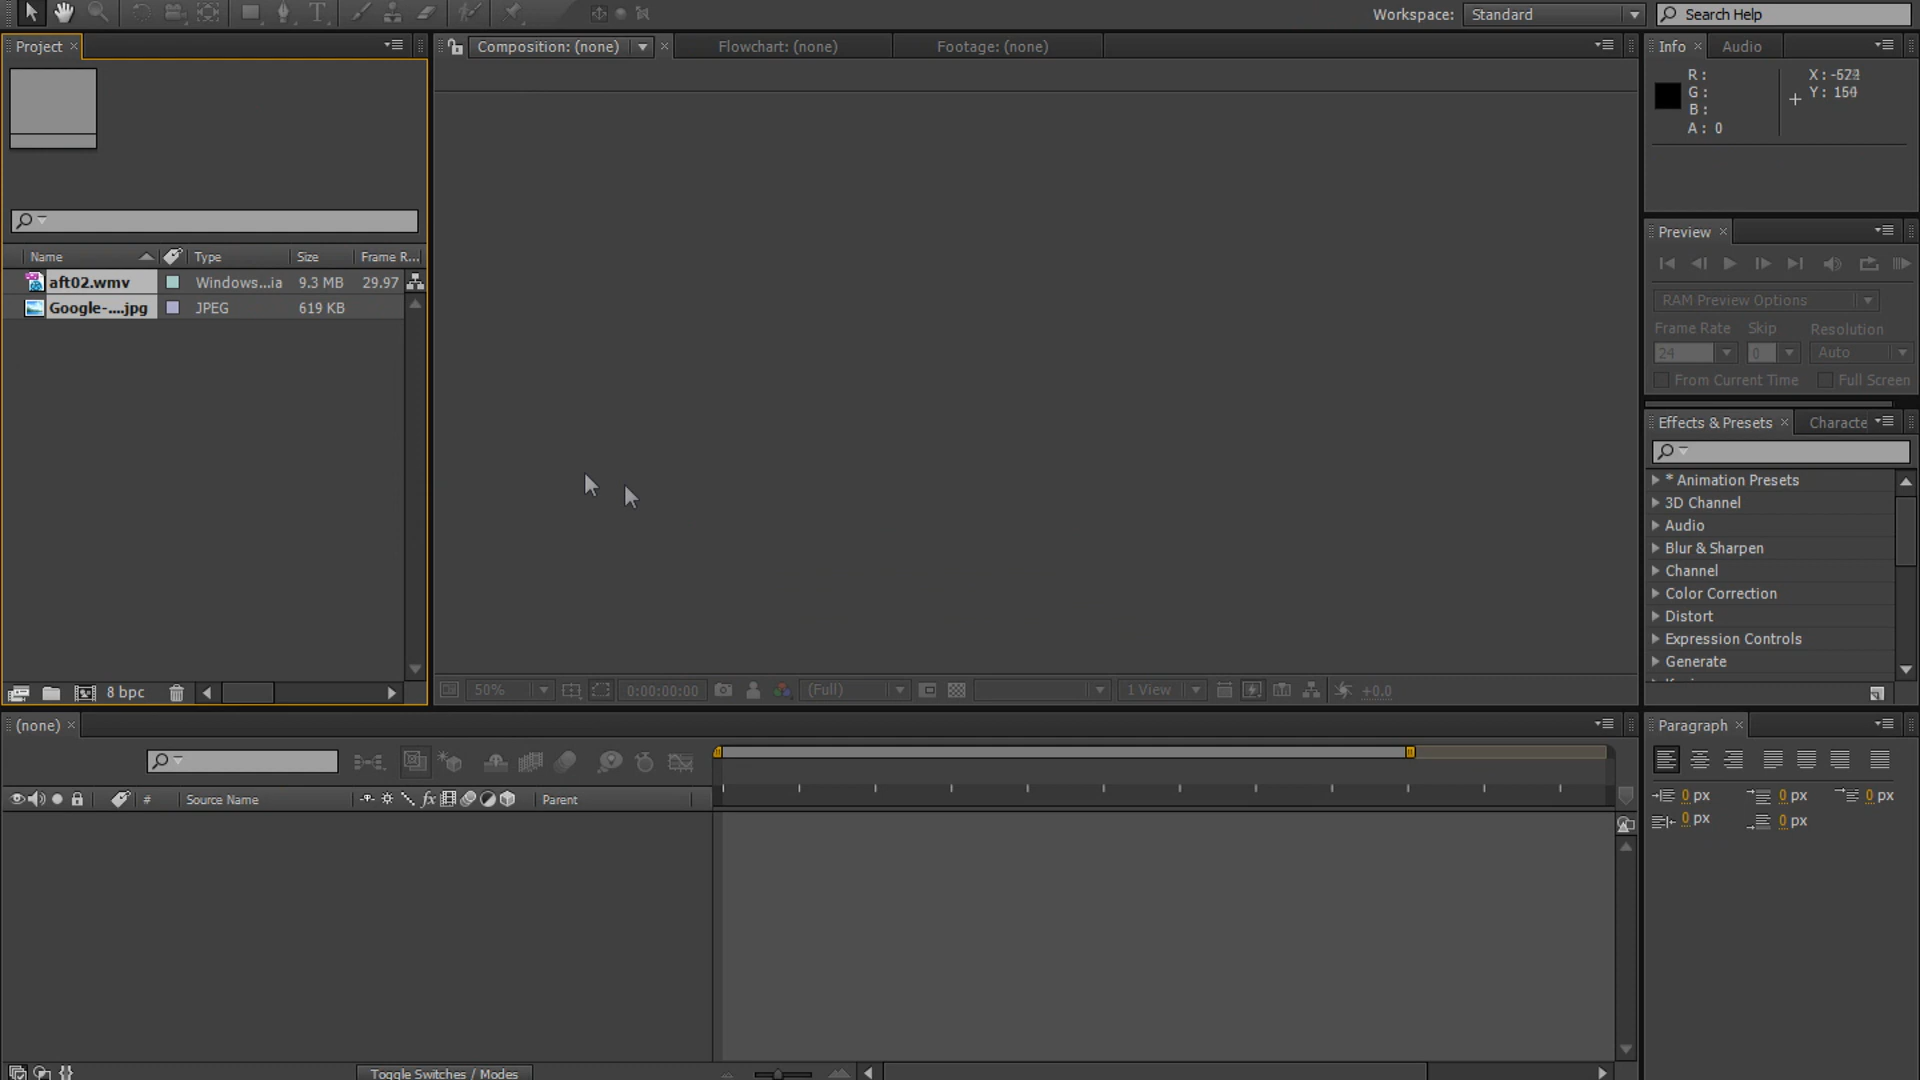 Workspace: Standard Search Help
Project Composition: (none) Flowchart: (none) Footage: (none) Info Audio
R :
G :
B :
A : 0
X :
Y :
Preview
Name Type Size Frame R...
aft02.wmv Windows...ia 9.3 MB 29.97
Google-....jpg JPEG 619 KB
RAM Preview Options
Frame Rate Skip Resolution
24 0 Auto
From Current Time Full Screen
Effects & Presets Characte
* Animation Presets
3D Channel
Audio
Blur & Sharpen
Channel
Color Correction
Distort
Expression Controls
Generate
8 bpc
50% 0:00:00:00 (Full) 1 View +0.0
(none)
Paragraph
# Source Name fx Parent
0 px 0 px 0 px
0 px 0 px
Toggle Switches / Modes